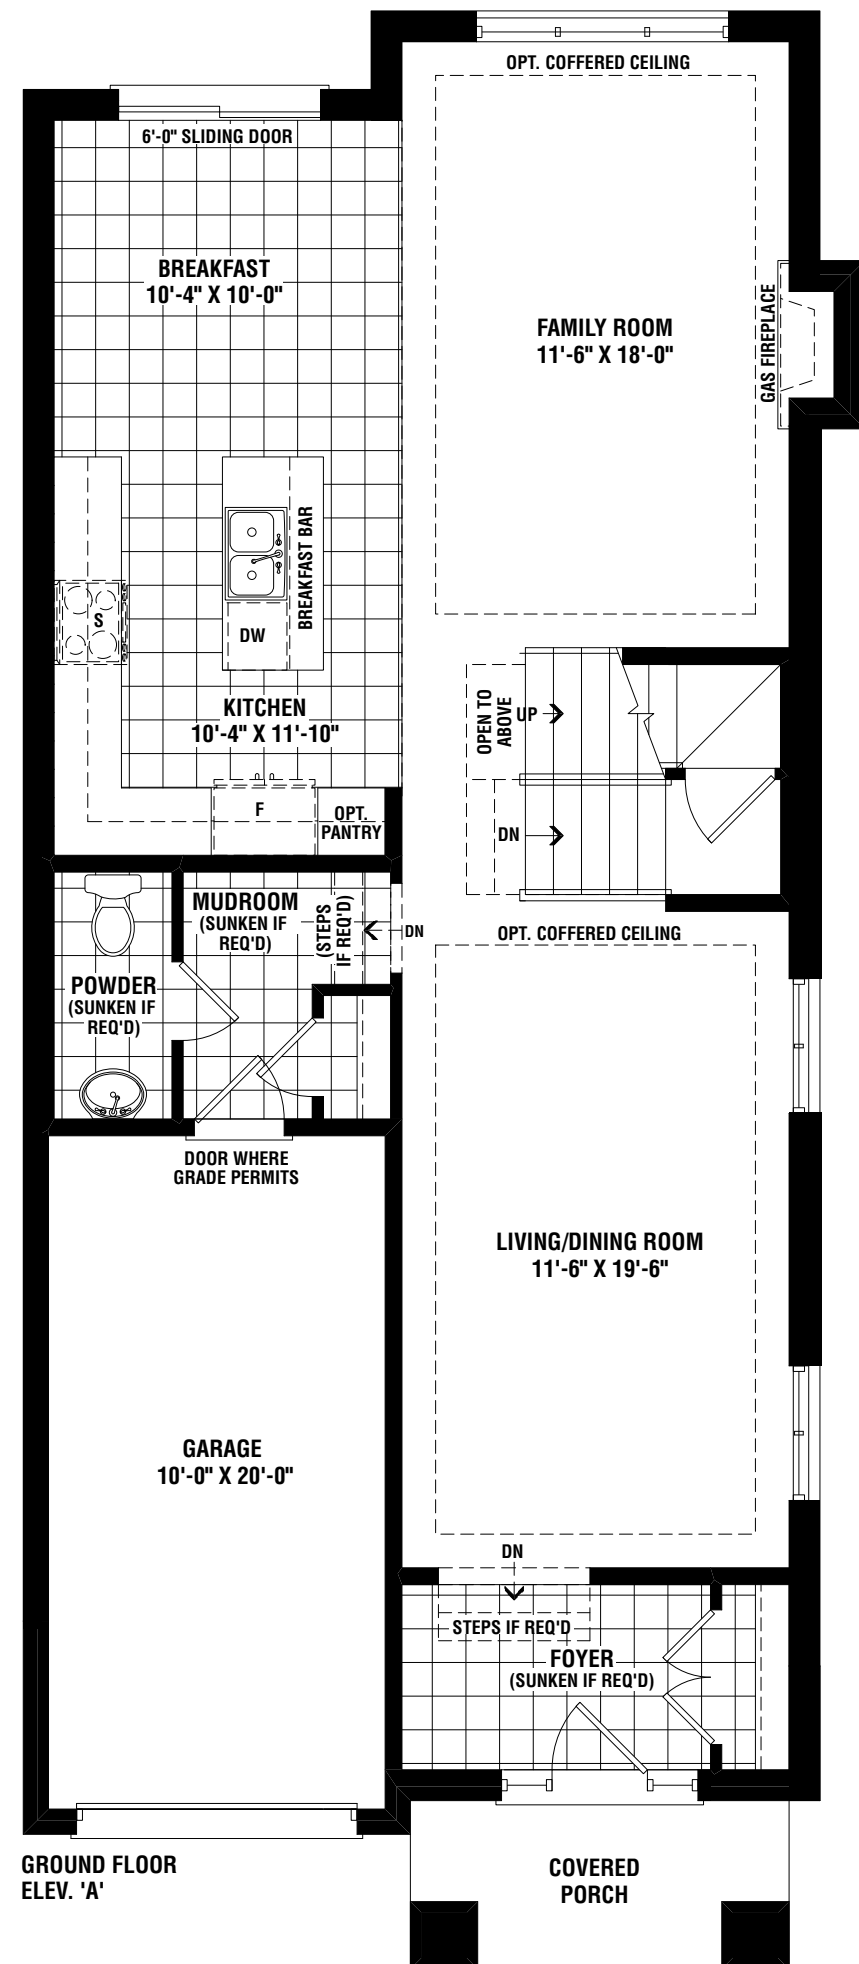 OPT. COFFERED CEILING
6'-0" SLIDING DOOR
BREAKFAST
10'-4" X 10'-0"
FAMILY ROOM
11'-6" X 18'-0"
GAS FIREPLACE
BREAKFAST BAR
S
DW
KITCHEN
10'-4" X 11'-10"
OPEN TO
ABOVE
UP
F
OPT.
PANTRY
DN
MUDROOM
(SUNKEN IF
REQ'D)
(STEPS
IF REQ'D)
DN
OPT. COFFERED CEILING
POWDER
(SUNKEN IF
REQ'D)
DOOR WHERE
GRADE PERMITS
LIVING/DINING ROOM
11'-6" X 19'-6"
GARAGE
10'-0" X 20'-0"
DN
STEPS IF REQ'D
FOYER
(SUNKEN IF REQ'D)
GROUND FLOOR
ELEV. 'A'
COVERED
PORCH